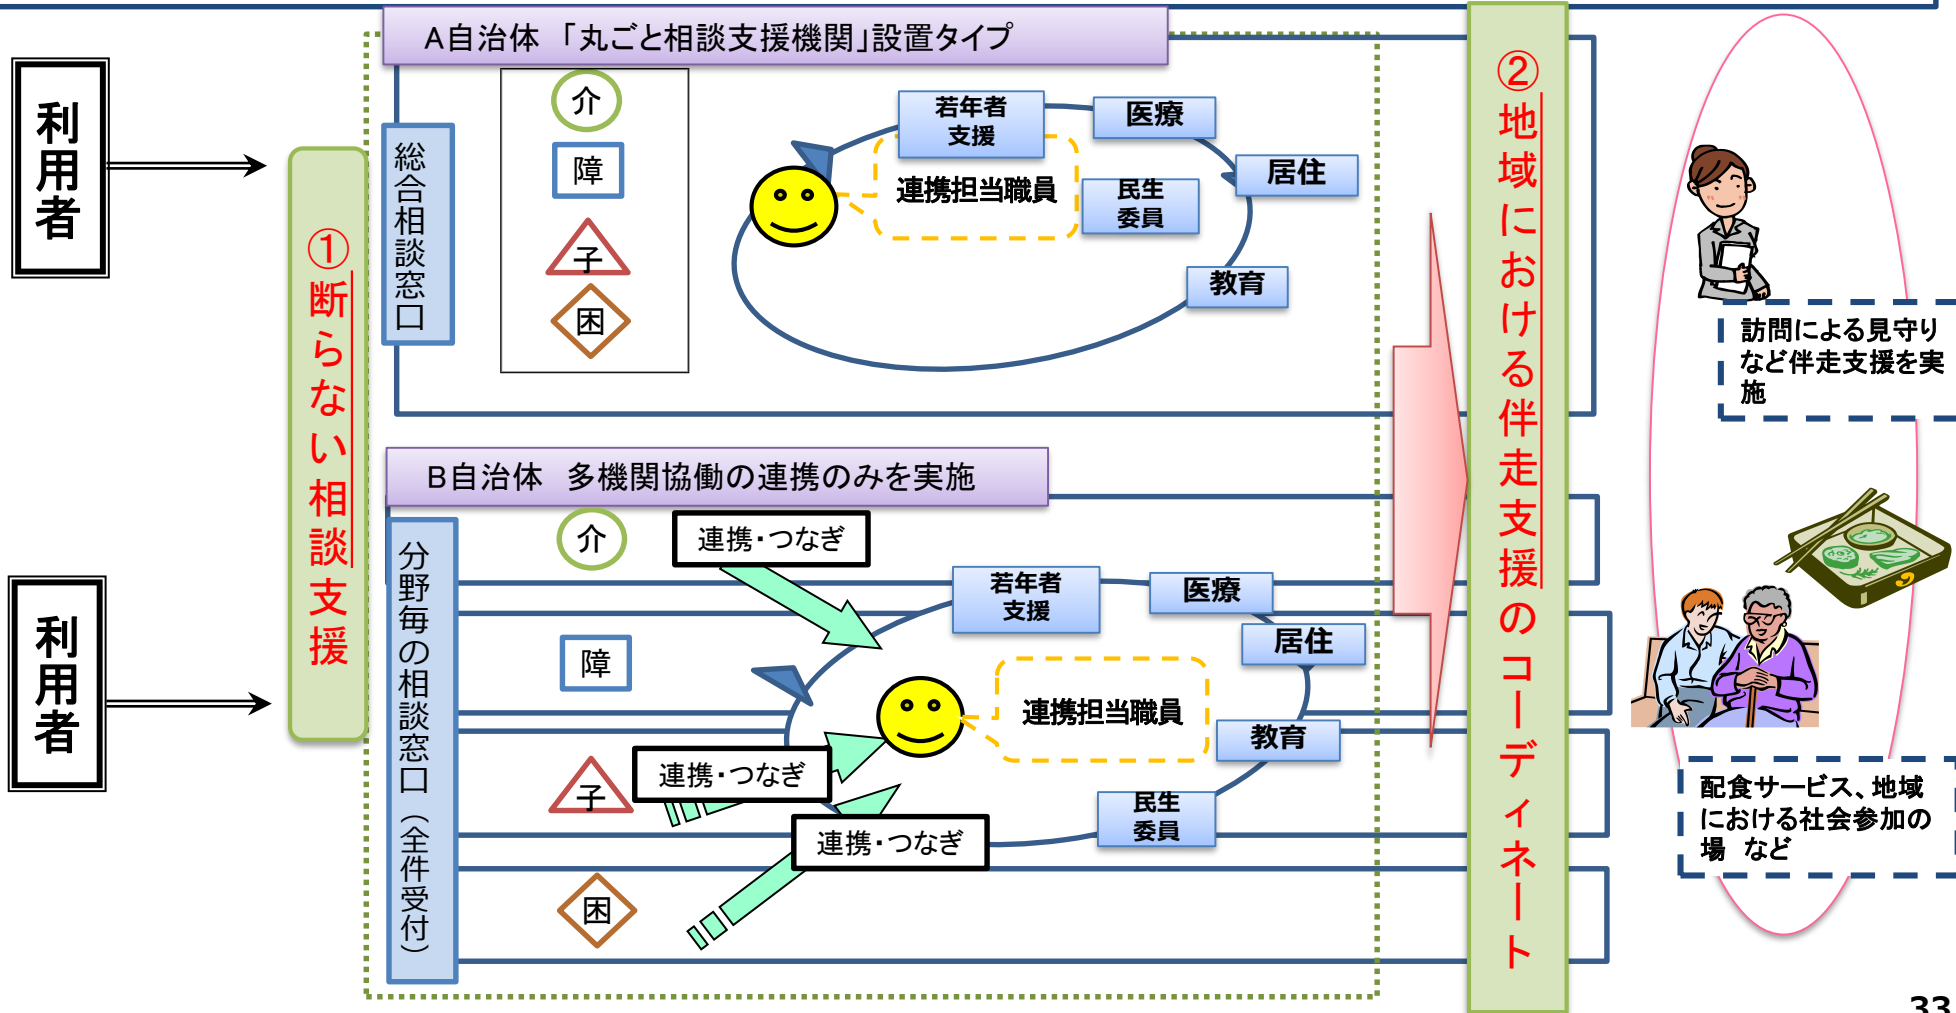 利用者
利用者
①断らない相談支援
A自治体　「丸ごと相談支援機関」設置タイプ
総合相談窓口
介
障
子
困
若年者
支援
医療
居住
連携担当職員
民生
委員
教育
B自治体　多機関協働の連携のみを実施
分野毎の相談窓口（全件受付）
介
障
子
困
連携・つなぎ
連携・つなぎ
連携・つなぎ
若年者
支援
医療
居住
連携担当職員
教育
民生
委員
②地域における伴走支援のコーディネート
訪問による見守り
など伴走支援を実
施
配食サービス、地域
における社会参加の
場　など
33